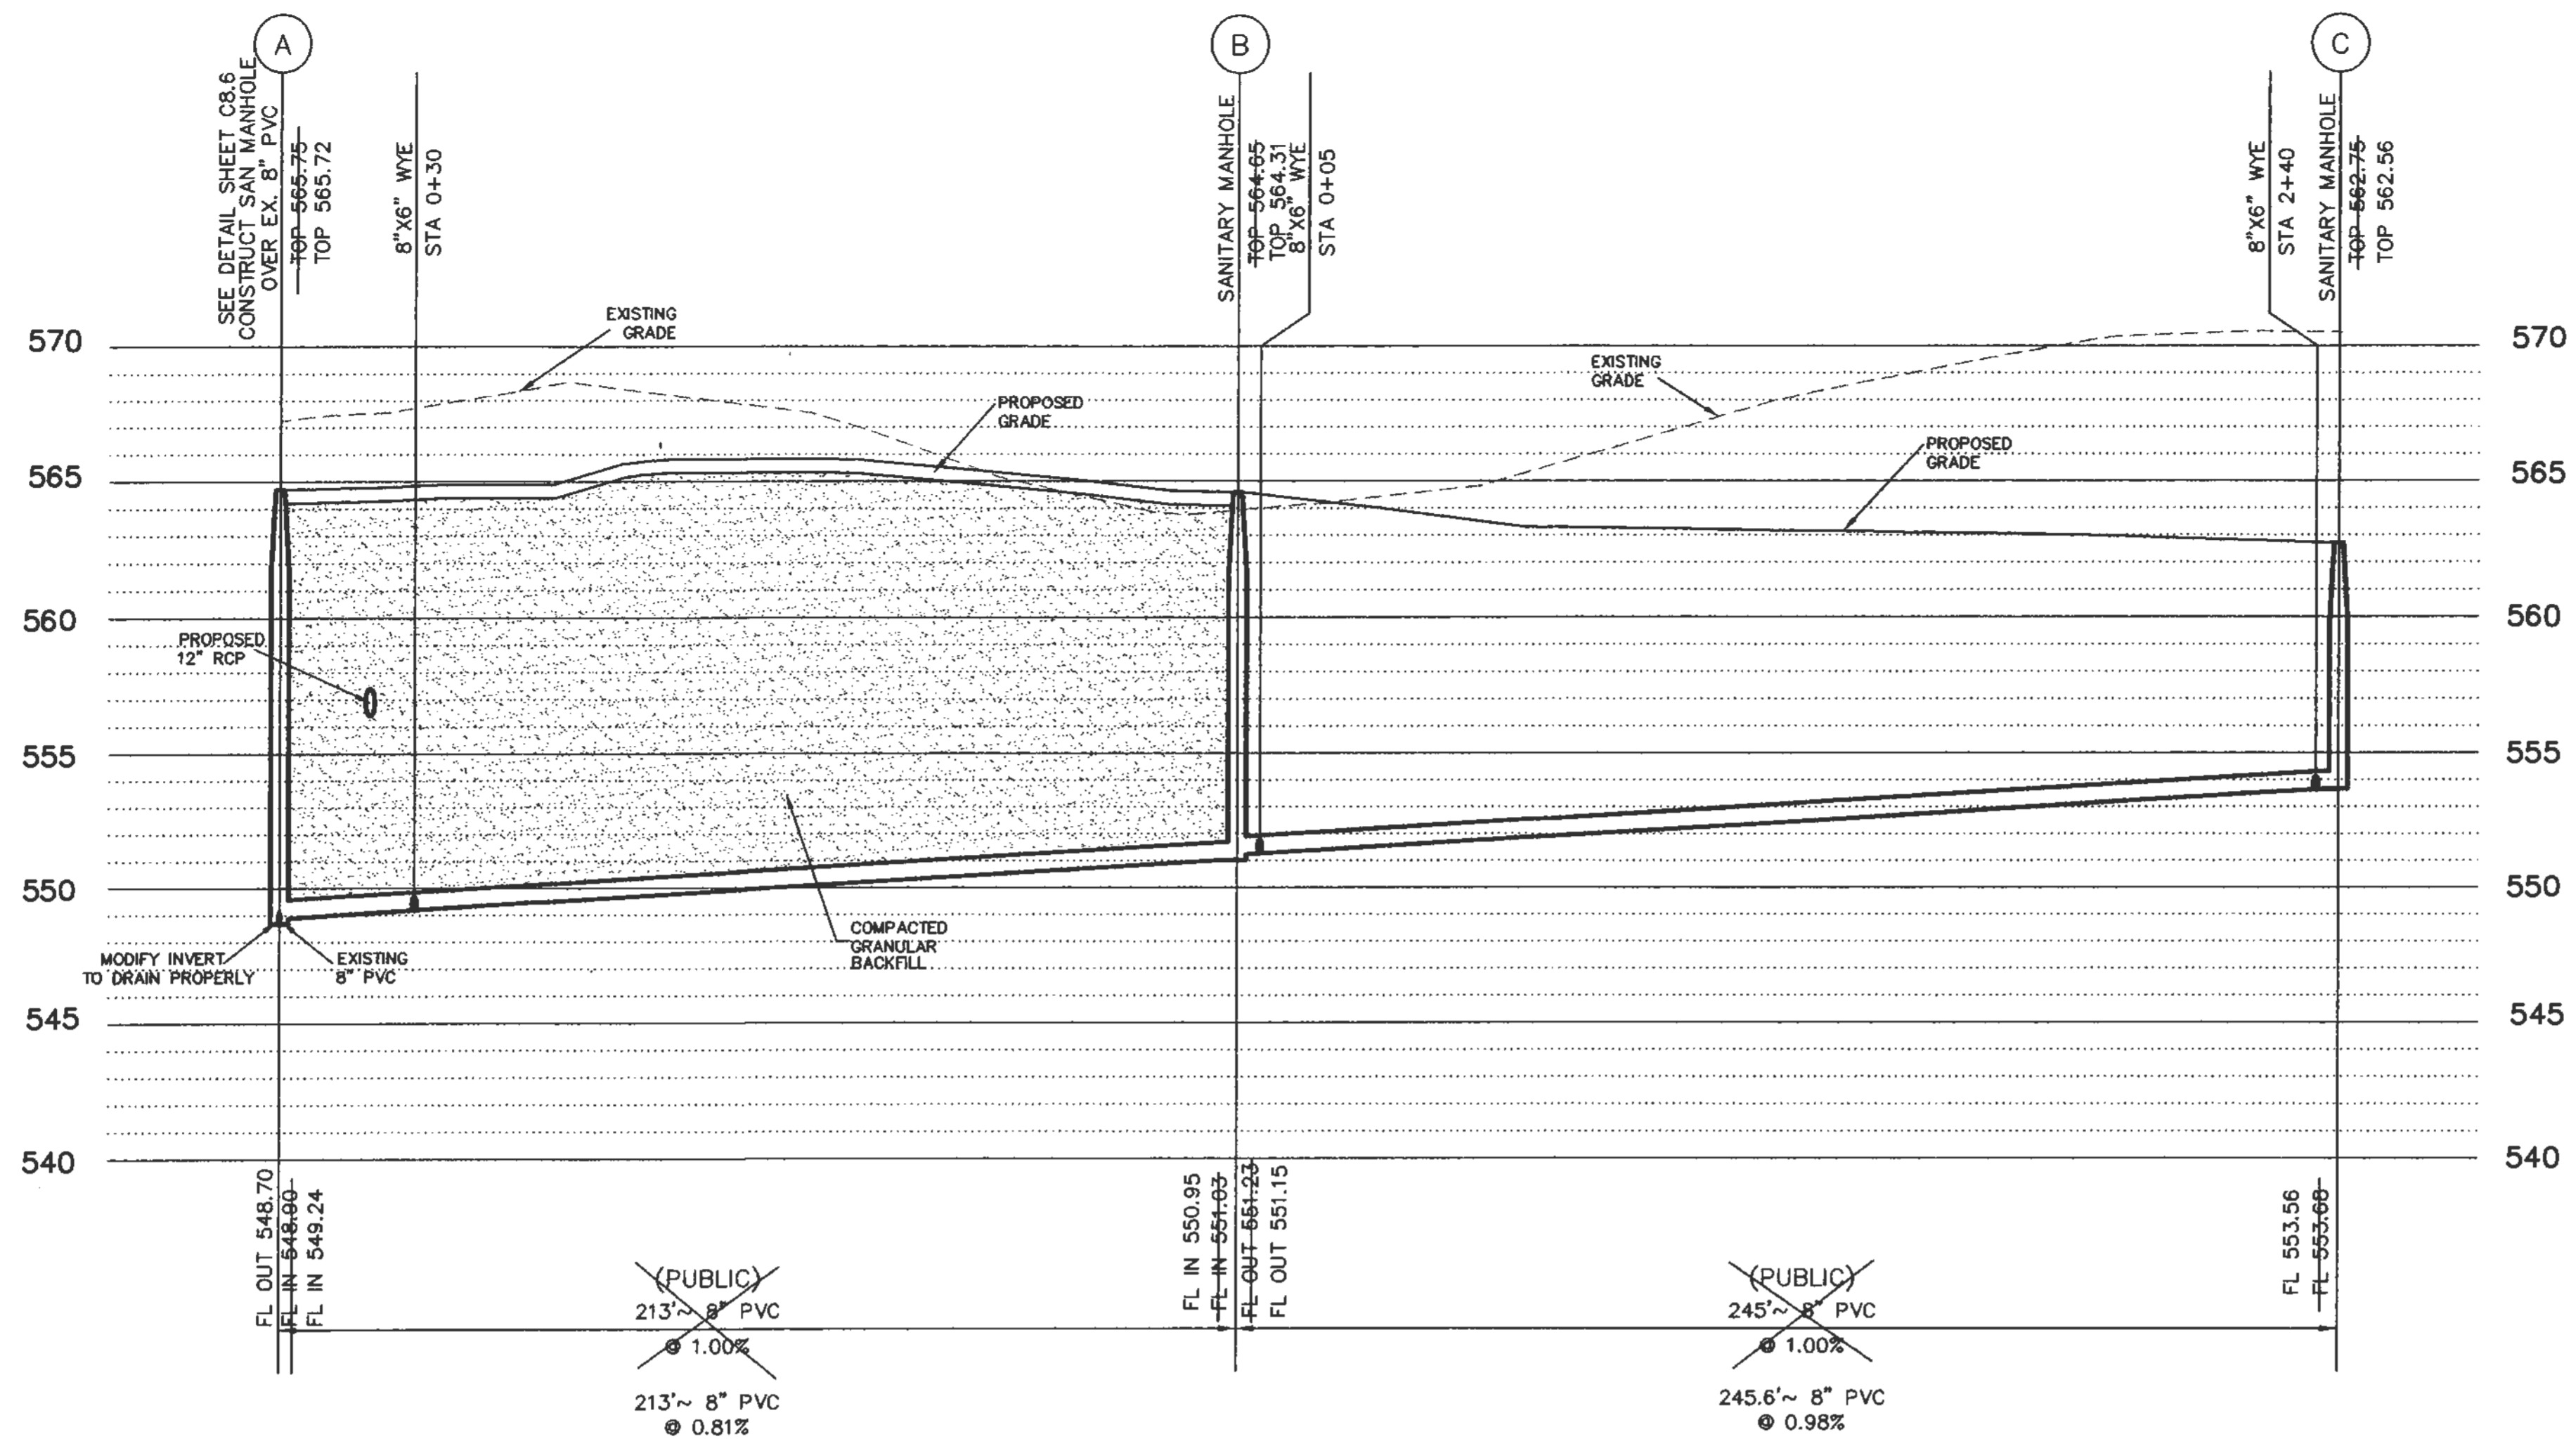 A
B
C
SEE DETAIL SHEET C8.6
CONSTRUCT SAN MANHOLE
OVER EX. 8" PVC
TOP 565.75
TOP 565.72
8"X6" WYE
STA 0+30
SANITARY MANHOLE
TOP 564.65
TOP 564.31
8"X6" WYE
STA 0+05
8"X6" WYE
STA 2+40
SANITARY MANHOLE
TOP 562.75
TOP 562.56
EXISTING
GRADE
570
570
EXISTING
GRADE
PROPOSED
GRADE
PROPOSED
GRADE
565
565
560
560
PROPOSED
12" RCP
555
555
550
550
COMPACTED
GRANULAR
BACKFILL
MODIFY INVERT
TO DRAIN PROPERLY
EXISTING
8" PVC
545
545
540
540
FL OUT 548.70
FL IN 548.90
FL IN 549.24
FL IN 550.95
FL IN 551.03
FL OUT 551.23
FL OUT 551.15
FL 553.56
FL 553.68
(PUBLIC)
213'~ 8" PVC
@ 1.00%
213'~ 8" PVC
@ 0.81%
(PUBLIC)
245'~ 8" PVC
@ 1.00%
245.6'~ 8" PVC
@ 0.98%